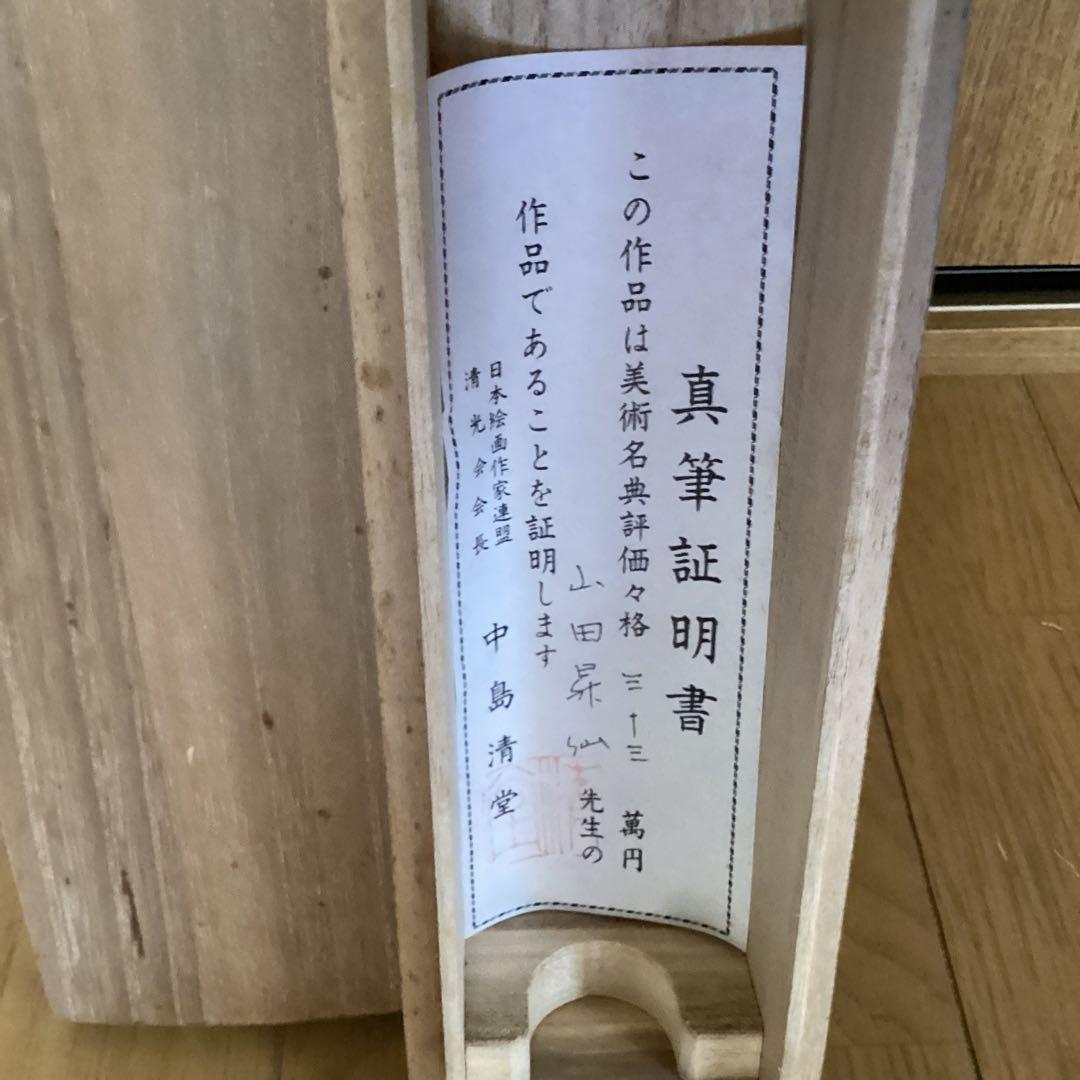 真筆証明書
この作品は美術名典評価々格 三十三 萬円
山田昇仙先生の
作品であることを証明します
日本絵画作家連盟
清光会会長
中島清堂